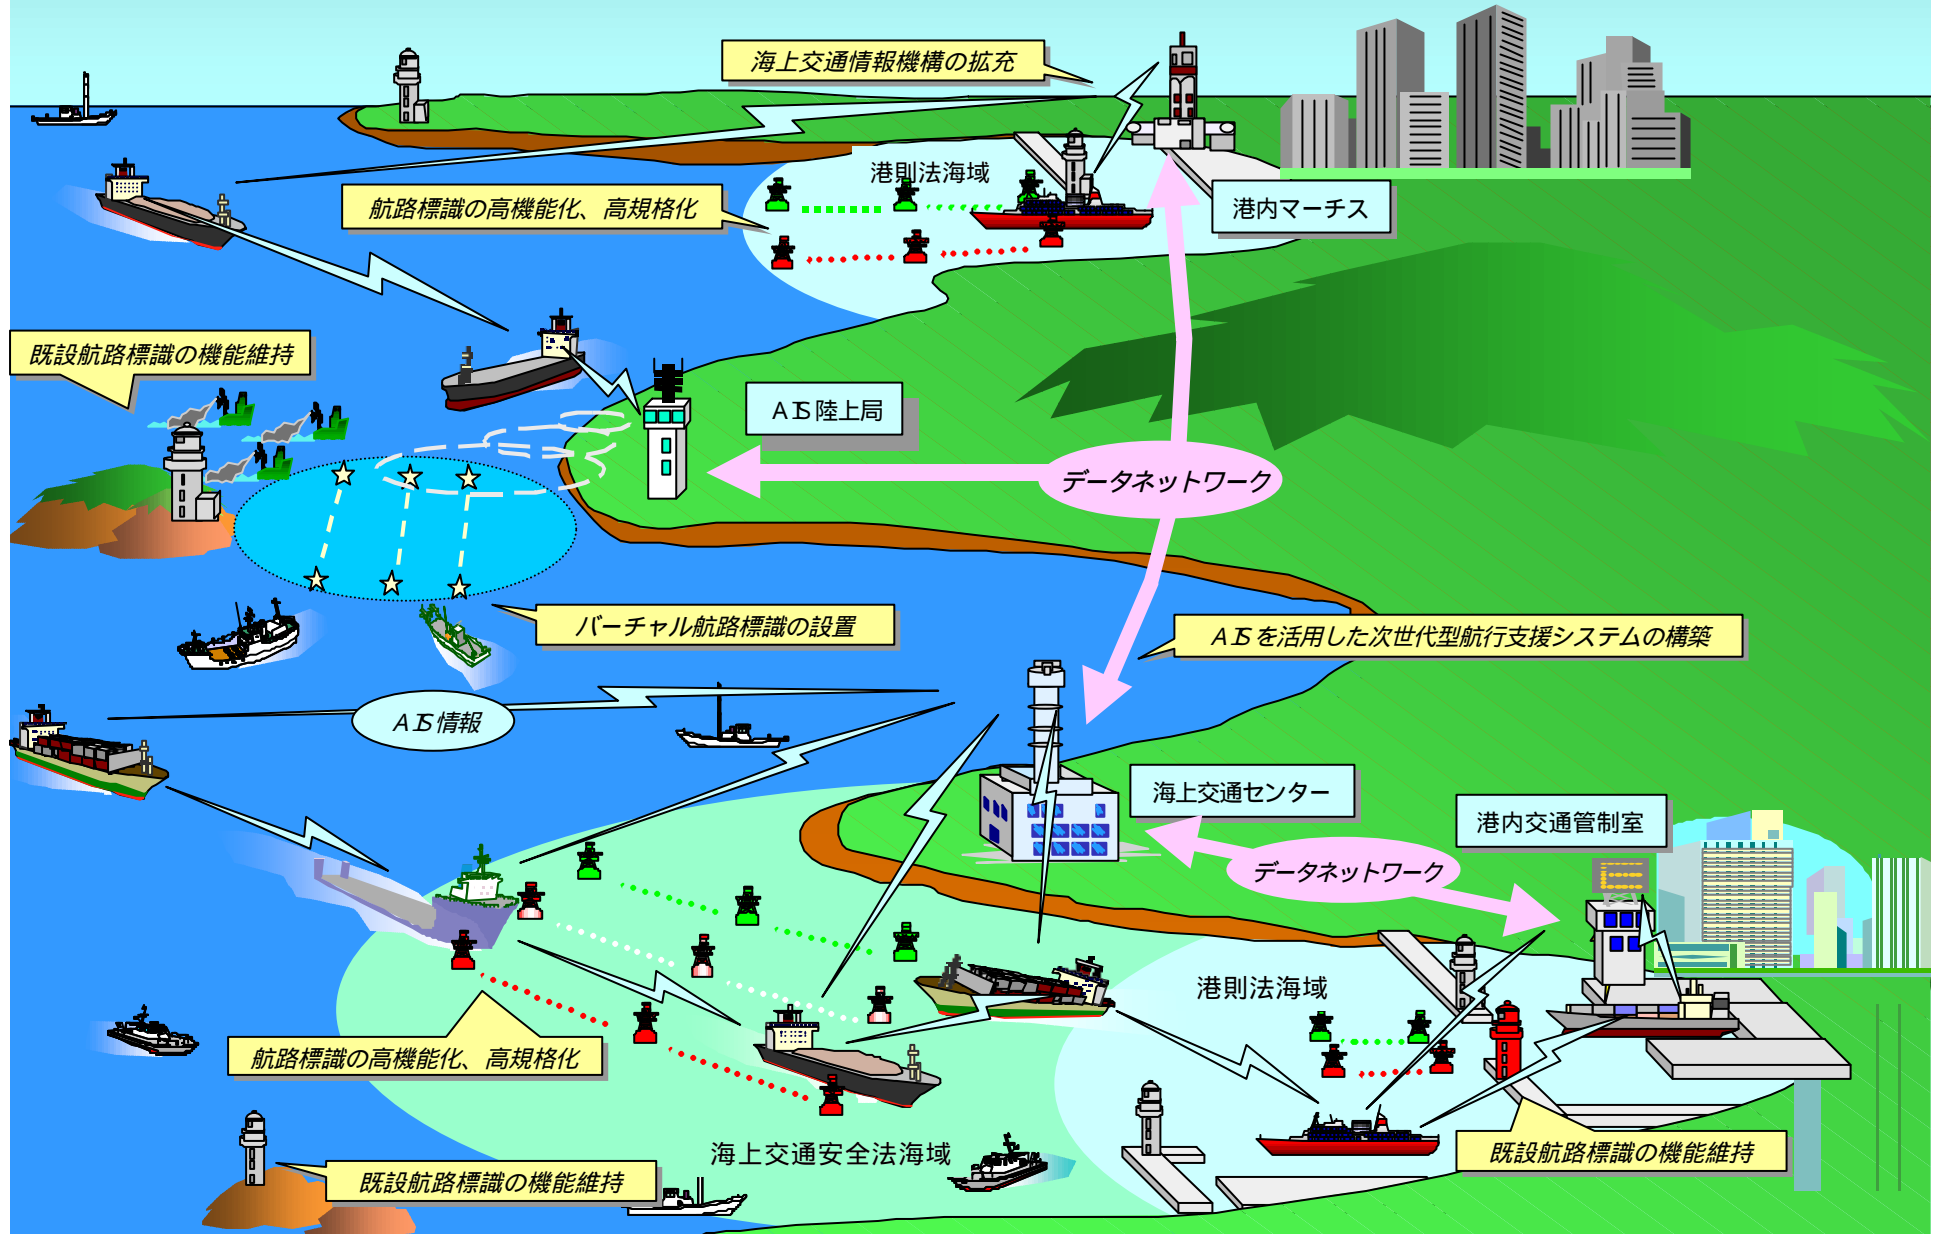 海上交通情報機構の拡充
港則法海域
航路標識の高機能化、高規格化
港内マーチス
既設航路標識の機能維持
AIS陸上局
データネットワーク
バーチャル航路標識の設置
AISを活用した次世代型航行支援システムの構築
AIS情報
海上交通センター
港内交通管制室
データネットワーク
港則法海域
航路標識の高機能化、高規格化
海上交通安全法海域
既設航路標識の機能維持
既設航路標識の機能維持